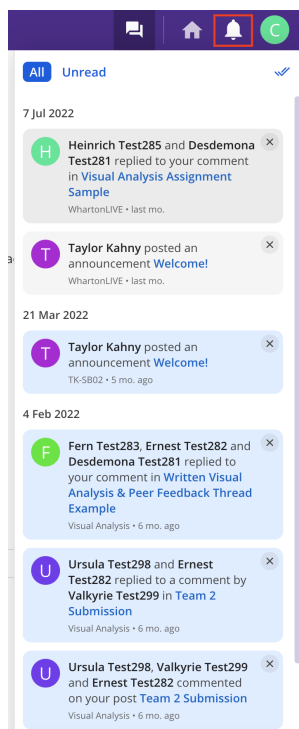 C
All Unread
7 Jul 2022
H
Heinrich Test285 and Desdemona
Test281 replied to your comment
in Visual Analysis Assignment
Sample
WhartonLIVE • last mo.
T
Taylor Kahny posted an
announcement Welcome!
WhartonLIVE • last mo.
21 Mar 2022
T
Taylor Kahny posted an
announcement Welcome!
TK-SB02 • 5 mo. ago
4 Feb 2022
F
Fern Test283, Ernest Test282 and
Desdemona Test281 replied to
your comment in Written Visual
Analysis & Peer Feedback Thread
Example
Visual Analysis • 6 mo. ago
U
Ursula Test298 and Ernest
Test282 replied to a comment by
Valkyrie Test299 in Team 2
Submission
Visual Analysis • 6 mo. ago
U
Ursula Test298, Valkyrie Test299
and Ernest Test282 commented
on your post Team 2 Submission
Visual Analysis • 6 mo. ago